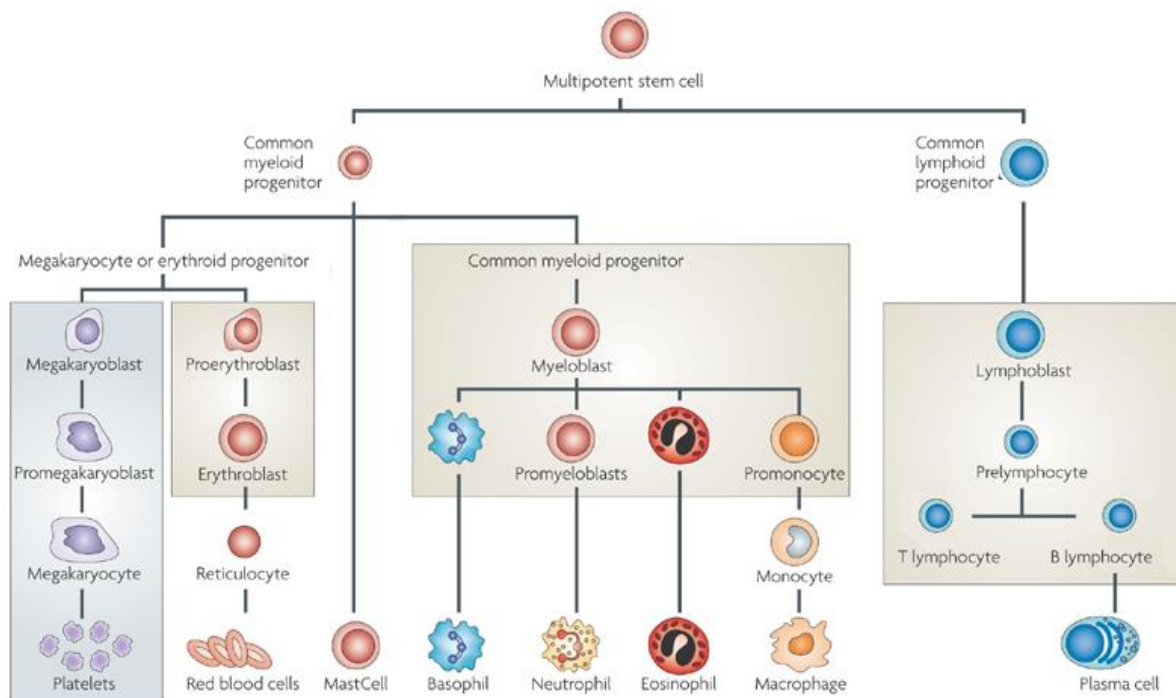 Multipotent stem cell
Common
myeloid
progenitor
Common
lymphoid
progenitor
Megakaryocyte or erythroid progenitor
Common myeloid progenitor
Megakaryoblast
Proerythroblast
Myeloblast
Lymphoblast
Promegakaryoblast
Erythroblast
Promyeloblasts
Promonocyte
Prelymphocyte
Megakaryocyte
Reticulocyte
Monocyte
T lymphocyte
B lymphocyte
Platelets
Red blood cells
MastCell
Basophil
Neutrophil
Eosinophil
Macrophage
Plasma cell